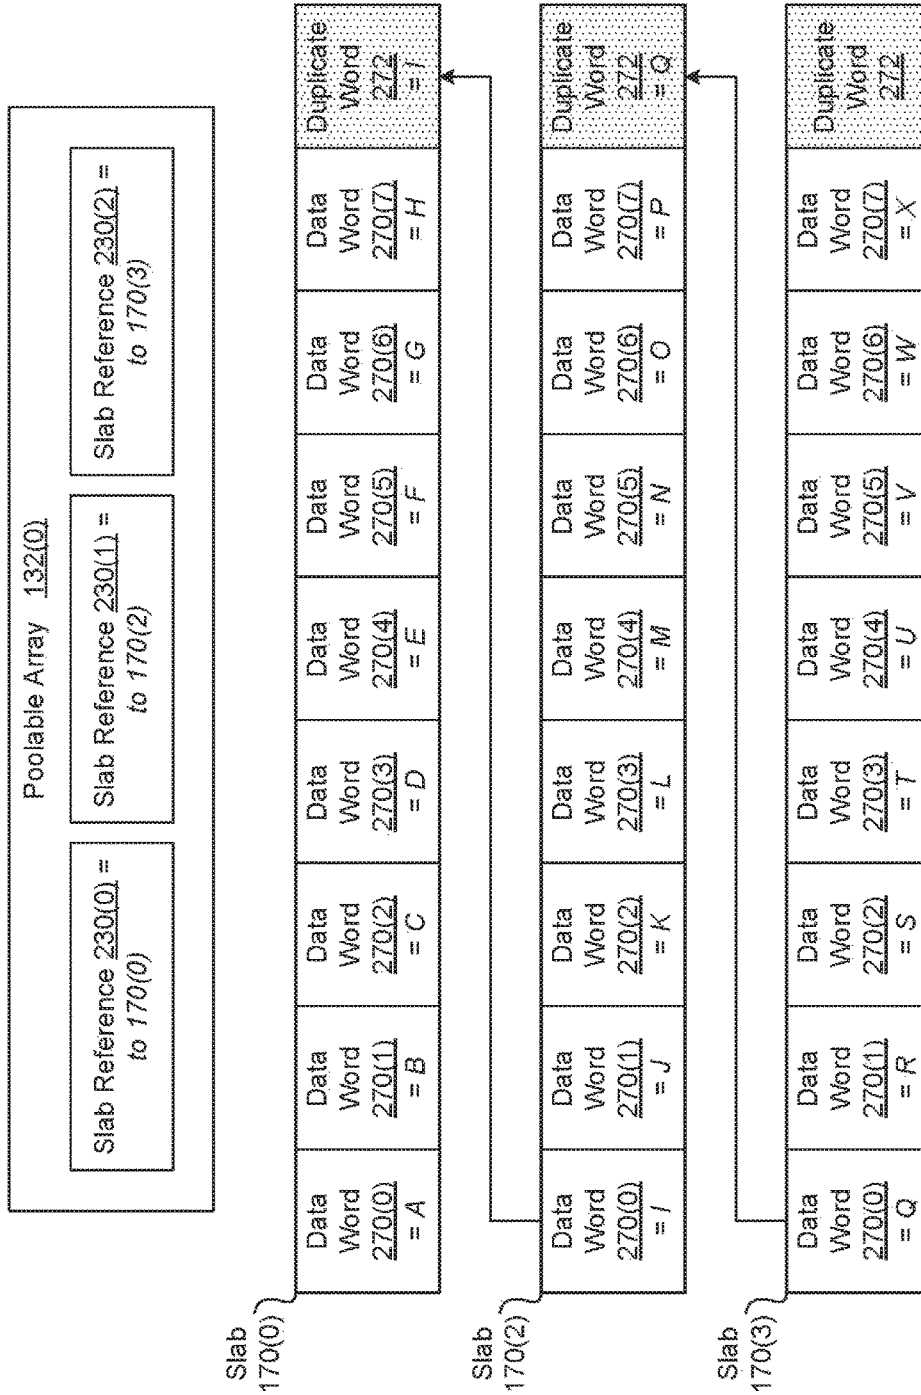 Poolable Array 132(0)
Slab Reference 230(0) =
to 170(0)
Slab Reference 230(1) =
to 170(2)
Slab Reference 230(2) =
to 170(3)
Slab
170(0)
Data
Word
270(0)
= A
Data
Word
270(1)
= B
Data
Word
270(2)
= C
Data
Word
270(3)
= D
Data
Word
270(4)
= E
Data
Word
270(5)
= F
Data
Word
270(6)
= G
Data
Word
270(7)
= H
Duplicate
Word
272
= I
Slab
170(2)
Data
Word
270(0)
= I
Data
Word
270(1)
= J
Data
Word
270(2)
= K
Data
Word
270(3)
= L
Data
Word
270(4)
= M
Data
Word
270(5)
= N
Data
Word
270(6)
= O
Data
Word
270(7)
= P
Duplicate
Word
272
= Q
Slab
170(3)
Data
Word
270(0)
= Q
Data
Word
270(1)
= R
Data
Word
270(2)
= S
Data
Word
270(3)
= T
Data
Word
270(4)
= U
Data
Word
270(5)
= V
Data
Word
270(6)
= W
Data
Word
270(7)
= X
Duplicate
Word
272